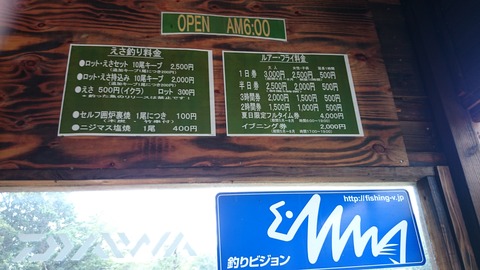 OPEN AM6:00
えさ釣り料金
●ロット・えさセット 10尾キープ 2,500円
●ロット・えさ持込み 10尾キープ 2,000円
●えさ 500円(イクラ) ロット 300円
●セルフ囲炉裏焼 1尾につき 100円
●ニジマス塩焼 1尾 400円
ルアー・フライ料金
1日券 3,000円 2,500円 500円
半日券 2,500円 2,000円 500円
3時間券 2,000円 1,500円 500円
2時間券 1,500円 1,000円 500円
夏日限定フルタイム券 4,000円
イブニング券 2,000円
http://fishing-v.jp
釣りビジョン
DAIWA